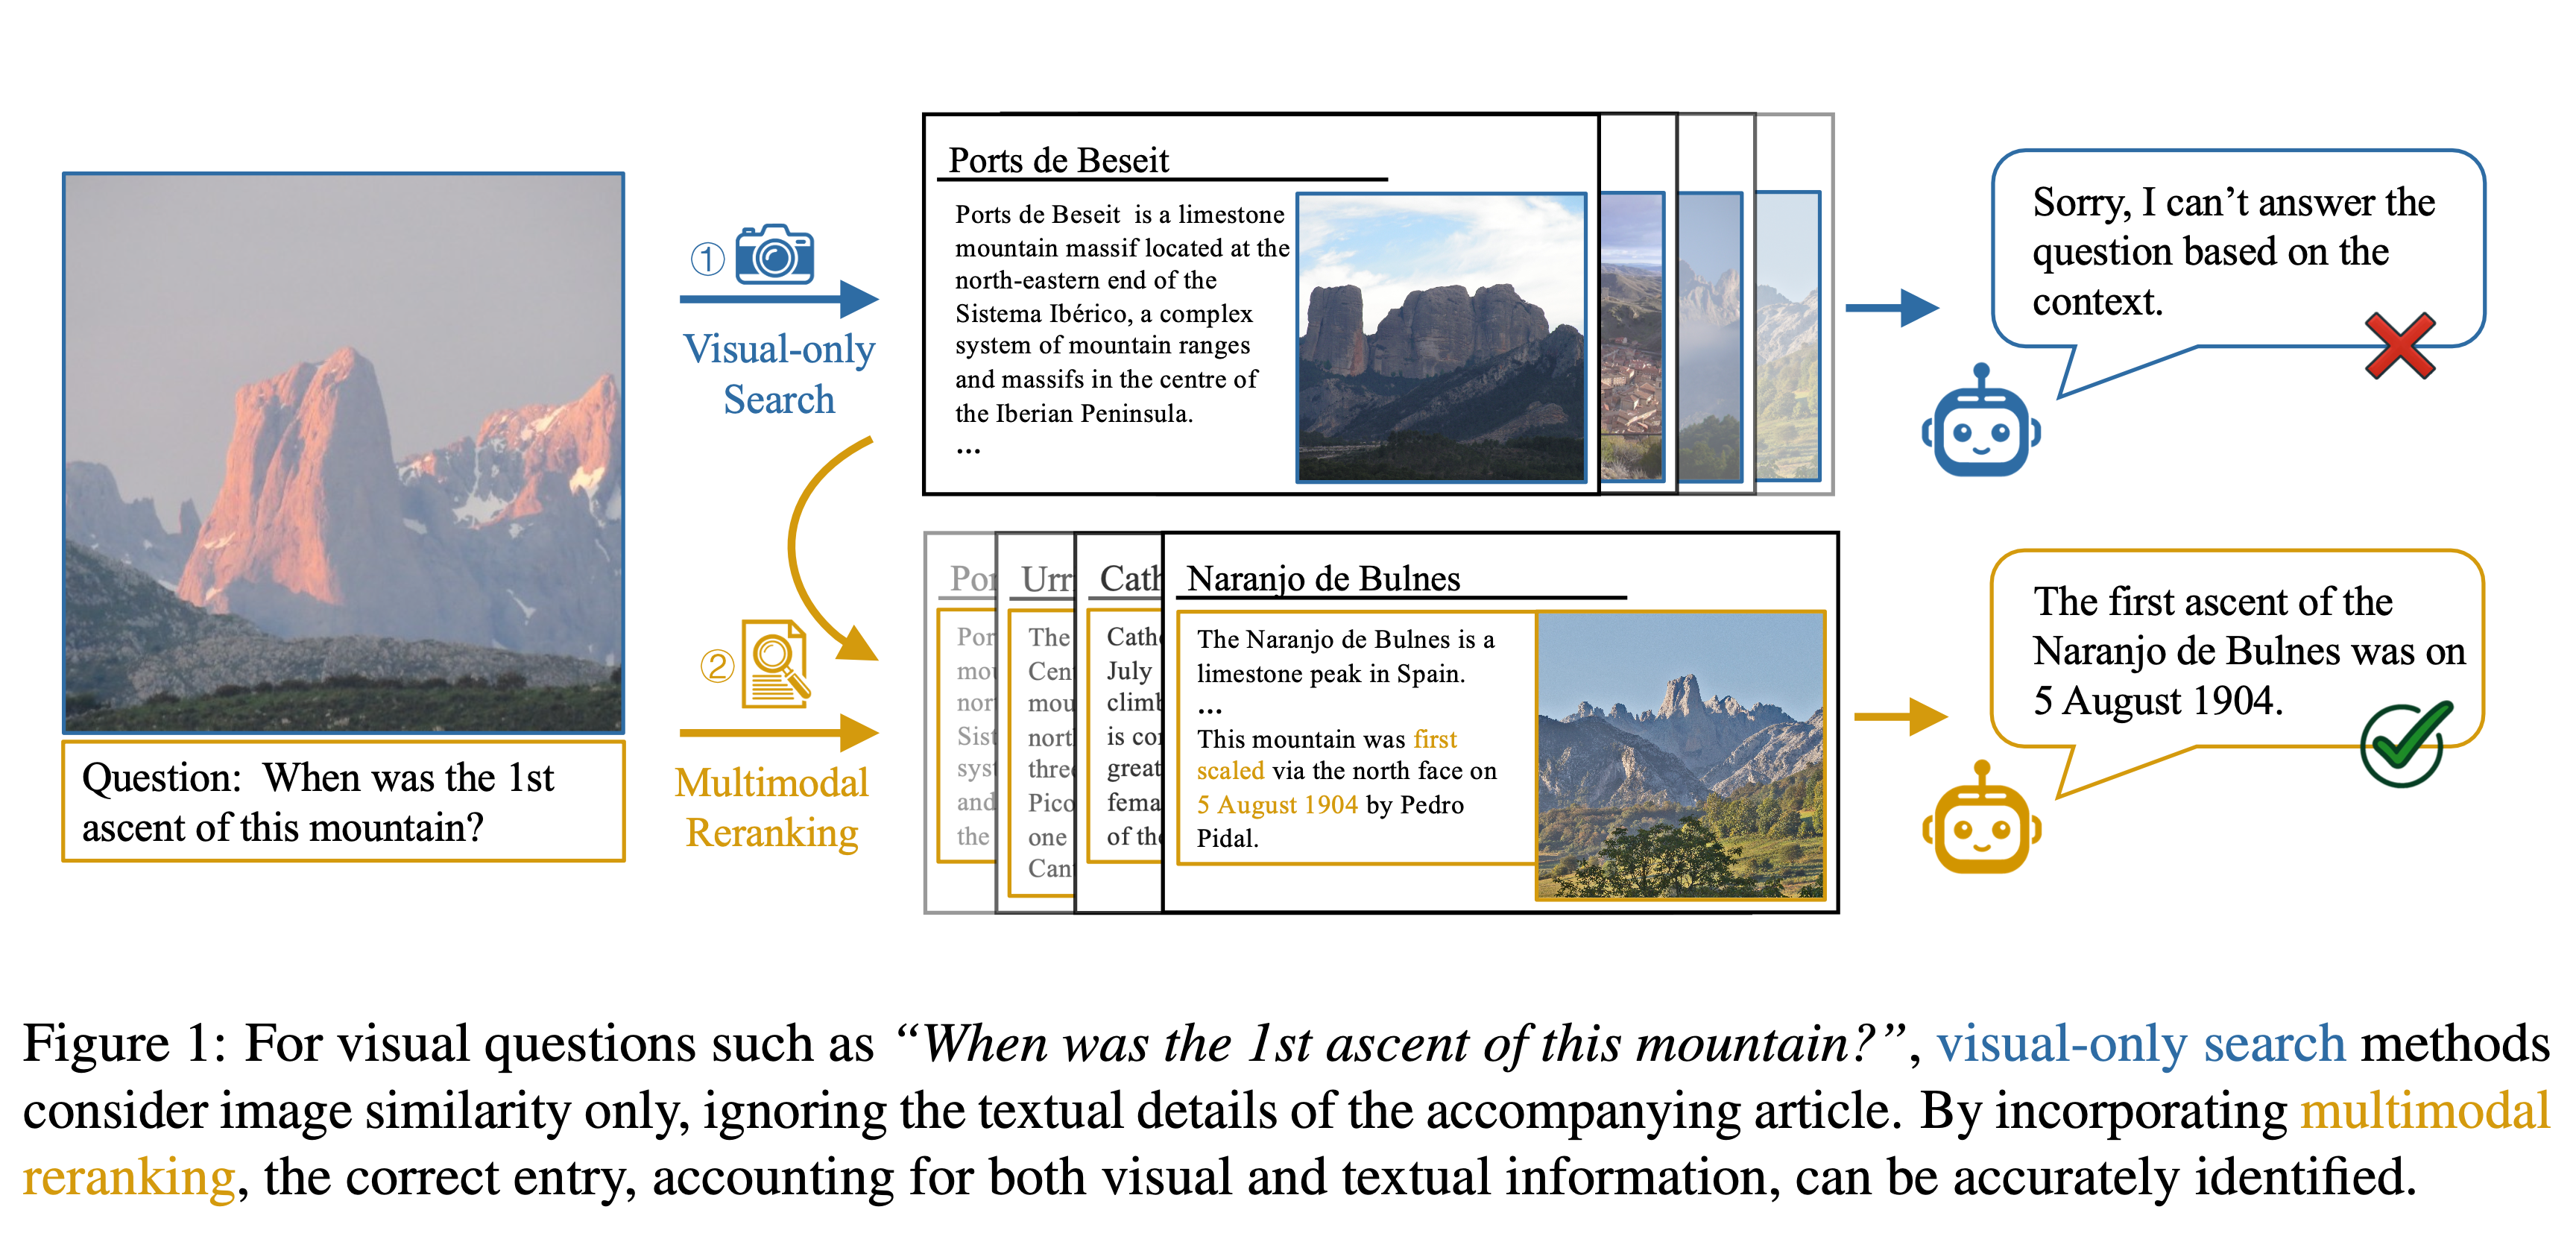 Ports de Beseit
Ports de Beseit is a limestone
mountain massif located at the
north-eastern end of the
Sistema Ibérico, a complex
system of mountain ranges
and massifs in the centre of
the Iberian Peninsula.
...
①
Visual-only
Search
Sorry, I can’t answer the
question based on the
context.
Question: When was the 1st
ascent of this mountain?
②
Multimodal
Reranking
Por
Por
mou
nor
Sist
syst
and
the
Urr
The
Cen
mou
nort
thre
Pico
one
Can
Cath
Cath
July
climb
is co
great
fema
of the
Naranjo de Bulnes
The Naranjo de Bulnes is a
limestone peak in Spain.
...
This mountain was first
scaled via the north face on
5 August 1904 by Pedro
Pidal.
The first ascent of the
Naranjo de Bulnes was on
5 August 1904.
Figure 1: For visual questions such as “When was the 1st ascent of this mountain?”, visual-only search methods
consider image similarity only, ignoring the textual details of the accompanying article. By incorporating multimodal
reranking, the correct entry, accounting for both visual and textual information, can be accurately identified.